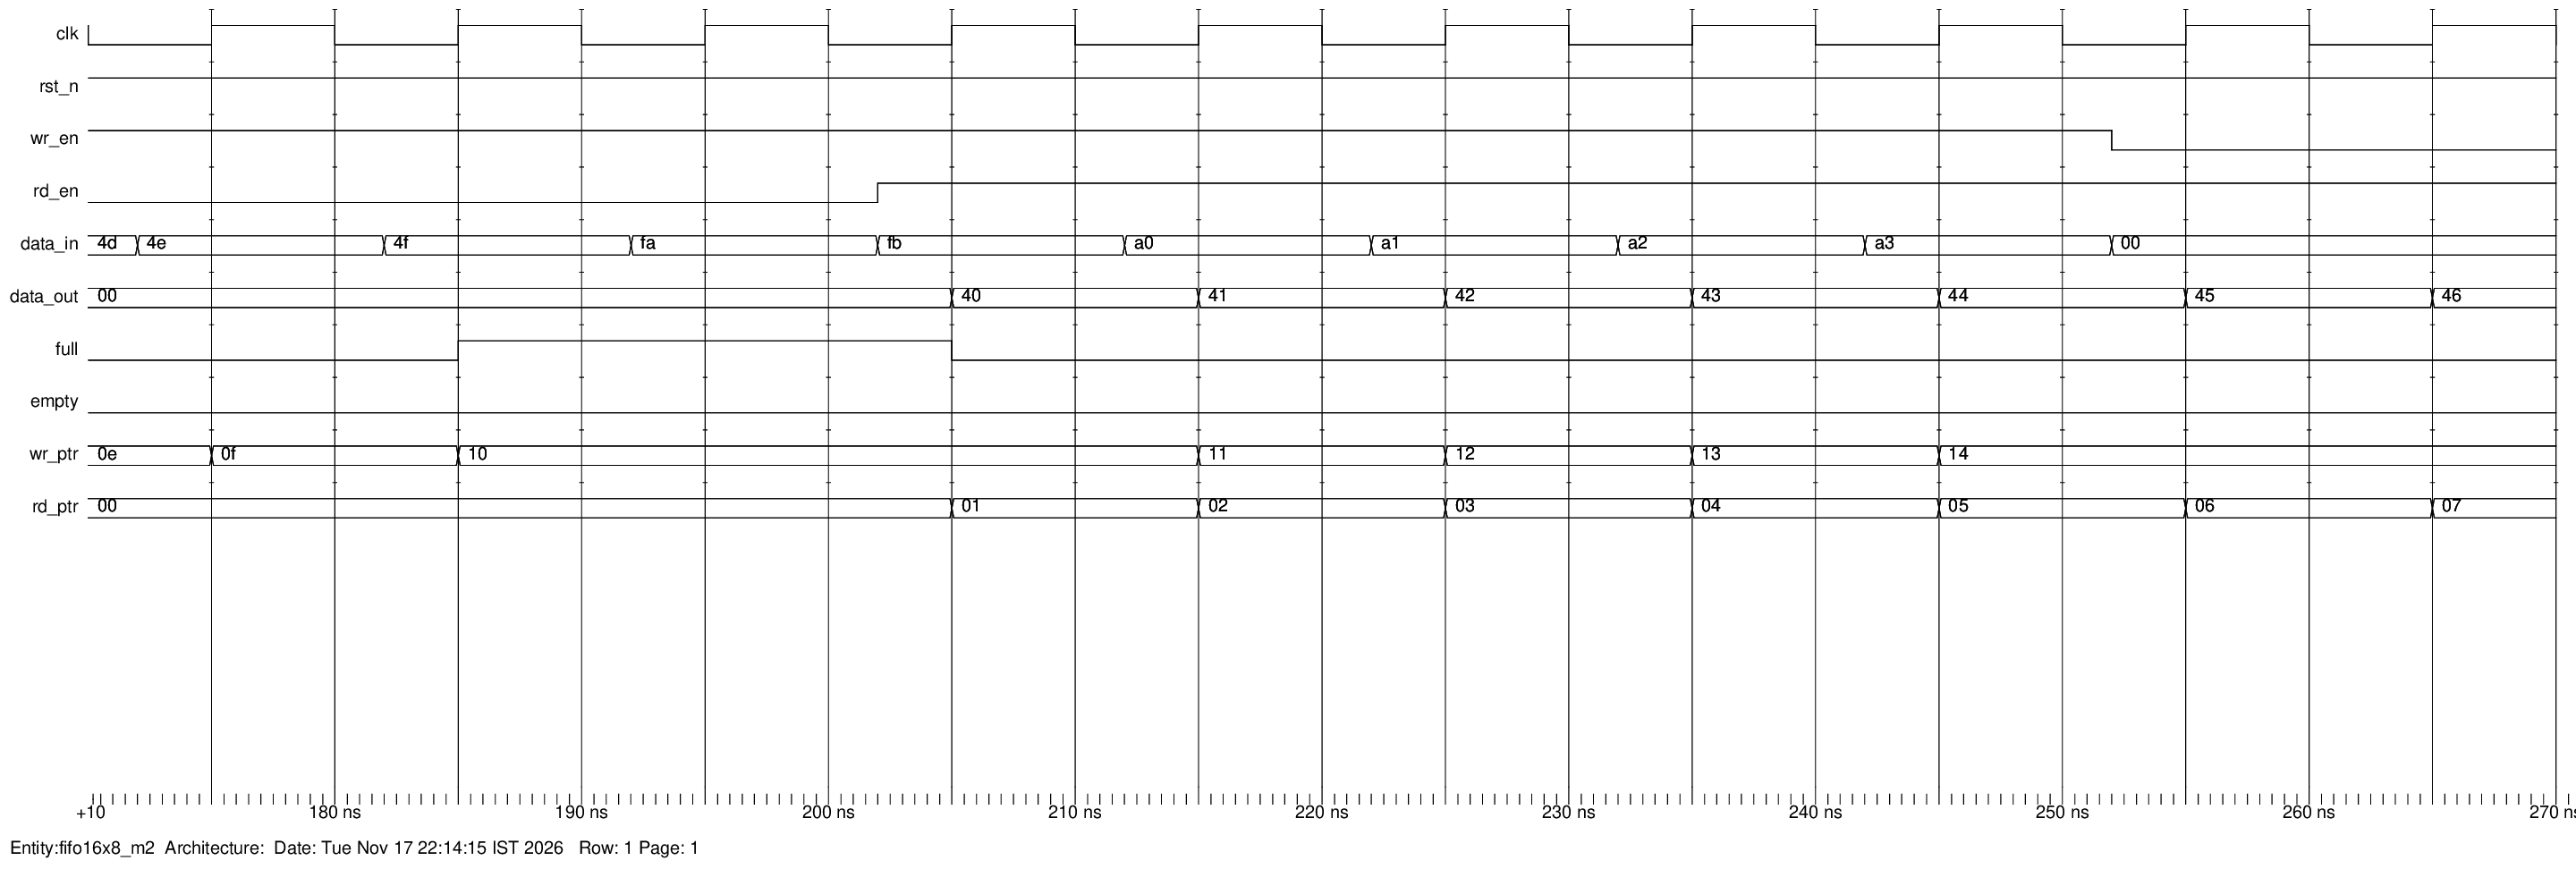 clk
rst_n
wr_en
rd_en
data_in 4d 4e 4f fa fb a0 a1 a2 a3 00
data_out 00 40 41 42 43 44 45 46
full
empty
wr_ptr 0e 0f 10 11 12 13 14
rd_ptr 00 01 02 03 04 05 06 07
+10 180 ns 190 ns 200 ns 210 ns 220 ns 230 ns 240 ns 250 ns 260 ns 270 ns
Entity:fifo16x8_m2 Architecture: Date: Tue Nov 17 22:14:15 IST 2026 Row: 1 Page: 1